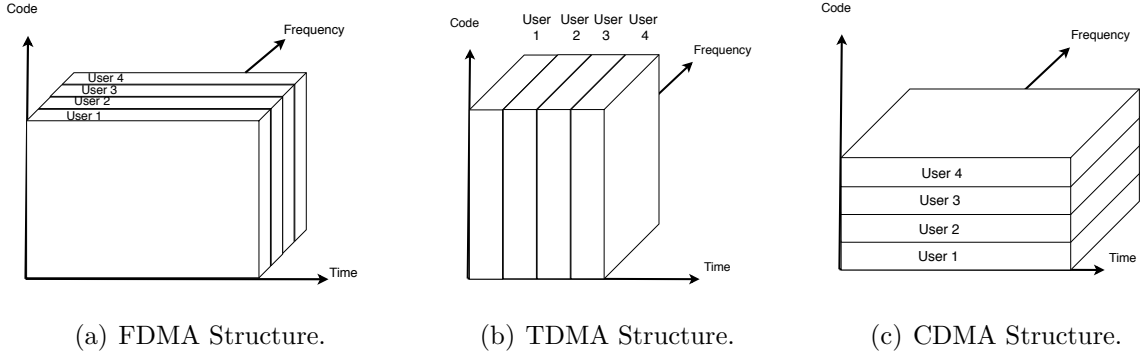 Code
Frequency
User 4
User 3
User 2
User 1
Time
(a) FDMA Structure.
Code
User 1
User 2
User 3
User 4
Frequency
Time
(b) TDMA Structure.
Code
Frequency
User 4
User 3
User 2
User 1
Time
(c) CDMA Structure.